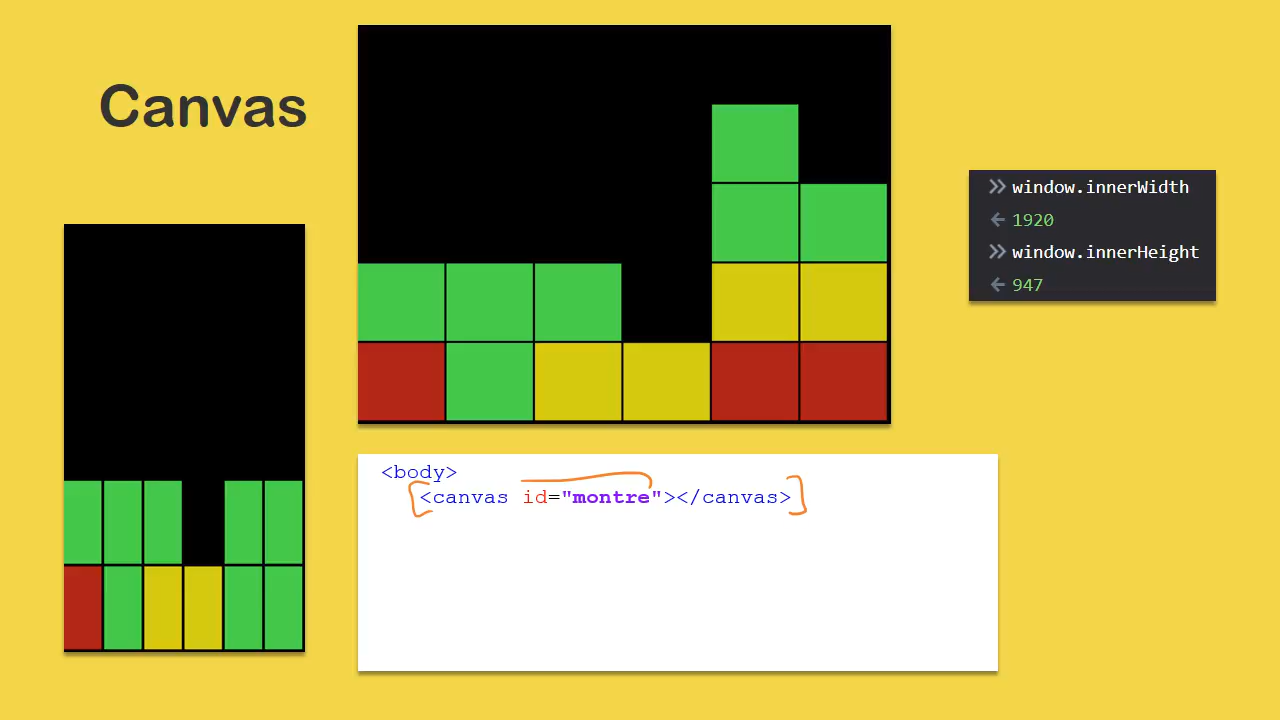 Canvas
» window.innerWidth
← 1920
» window.innerHeight
← 947
<body>
<canvas id="montre"></canvas>